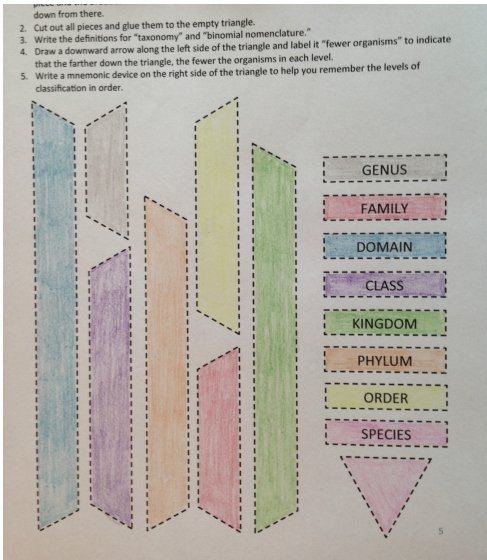 down from there.
2. Cut out all pieces and glue them to the empty triangle.
3. Write the definitions for "taxonomy" and "binomial nomenclature."
4. Draw a downward arrow along the left side of the triangle and label it "fewer organisms" to indicate
that the farther down the triangle, the fewer the organisms in each level.
5. Write a mnemonic device on the right side of the triangle to help you remember the levels of
classification in order.
GENUS
FAMILY
DOMAIN
CLASS
KINGDOM
PHYLUM
ORDER
SPECIES
5